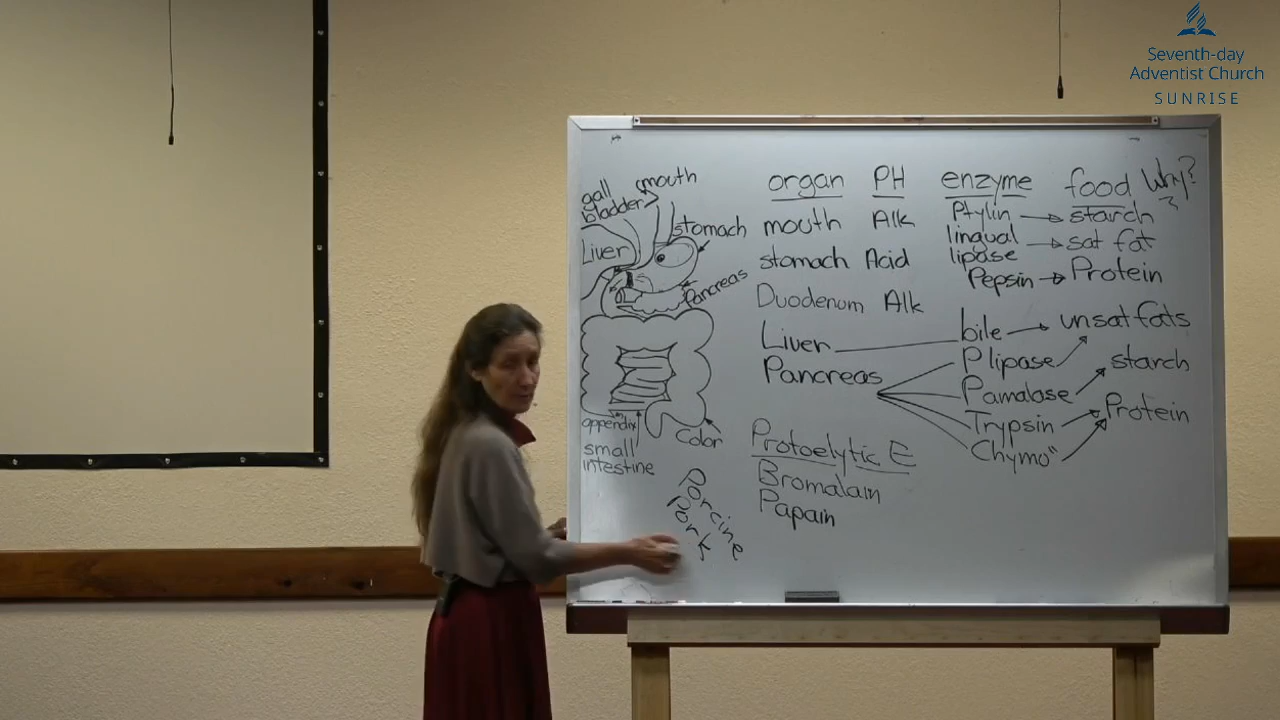 Seventh-day
Adventist Church
SUNRISE
gall
bladder
mouth
stomach
Liver
Pancreas
appendix
small
intestine
Colon
Porcine
Pork
organ PH enzyme food Why?
mouth Alk Ptylin starch
lingual sat fat
lipase
stomach Acid Pepsin Protein
Duodenum Alk
Liver bile unsat fats
Pancreas P lipase
Pamalase starch
Trypsin Protein
Chymo"
Protoelytic E
Bromalain
Papain